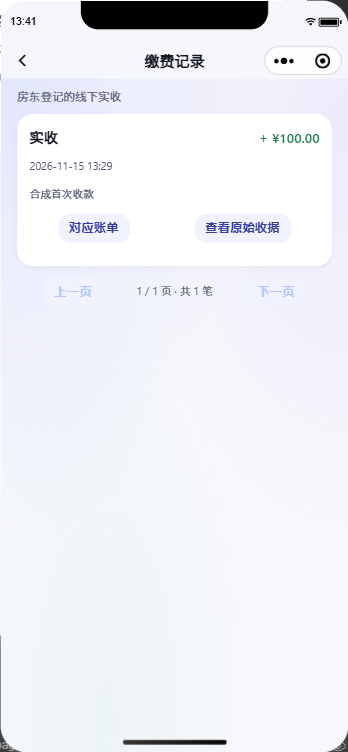 13:41
缴费记录
房东登记的线下实收
实收
+ ¥100.00
2026-11-15 13:29
合成首次收款
对应账单
查看原始收据
上一页
1 / 1 页 · 共 1 笔
下一页